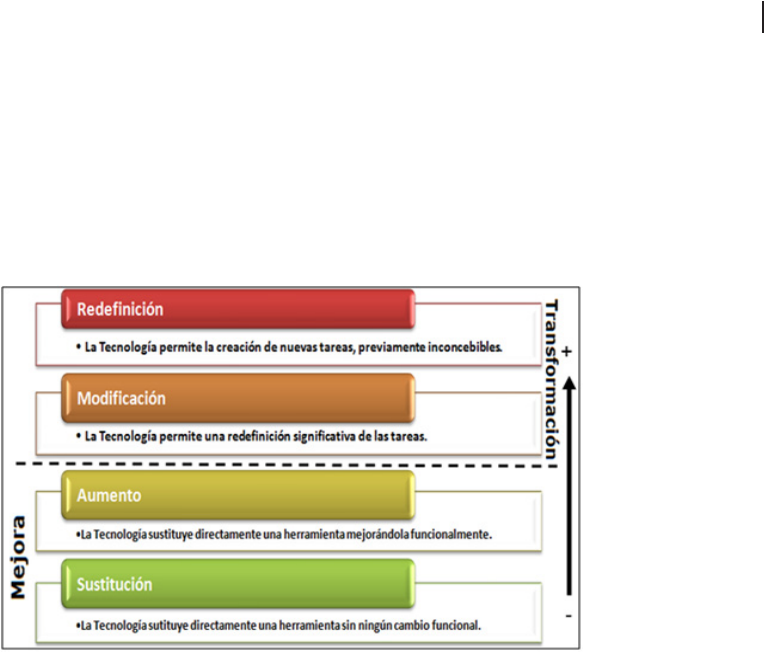 Redefinición
• La Tecnología permite la creación de nuevas tareas, previamente inconcebibles.
Modificación
• La Tecnología permite una redefinición significativa de las tareas.
Transformación
+
Aumento
•La Tecnología sustituye directamente una herramienta mejorándola funcionalmente.
Sustitución
•La Tecnología sutituye directamente una herramienta sin ningún cambio funcional.
Mejora
-